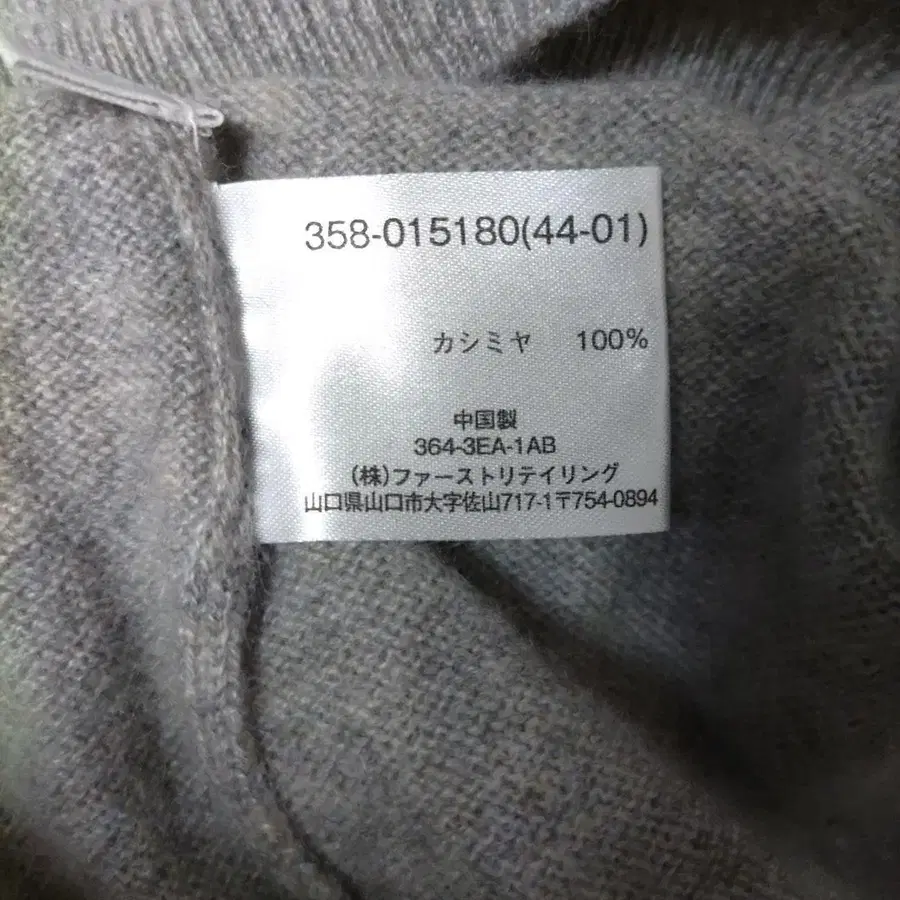 358-015180(44-01)
カシミヤ 100%
中国製
364-3EA-1AB
(株)ファーストリテイリング
山口県山口市大字佐山717-1〒754-0894